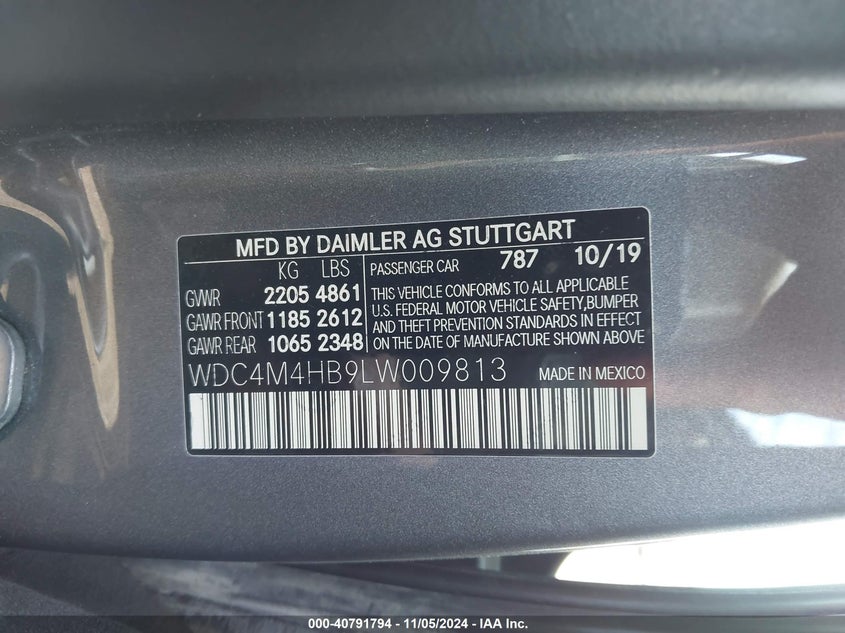 MFD BY DAIMLER AG STUTTGART
KG LBS PASSENGER CAR 787 10/19
GVWR 2205 4861
GAWR FRONT 1185 2612
GAWR REAR 1065 2348
THIS VEHICLE CONFORMS TO ALL APPLICABLE
U.S. FEDERAL MOTOR VEHICLE SAFETY,BUMPER
AND THEFT PREVENTION STANDARDS IN EFFECT
ON THE DATE OF MANUFACTURE SHOWN ABOVE
WDC4M4HB9LW009813 MADE IN MEXICO
000-40791794 — 11/05/2024 — IAA Inc.